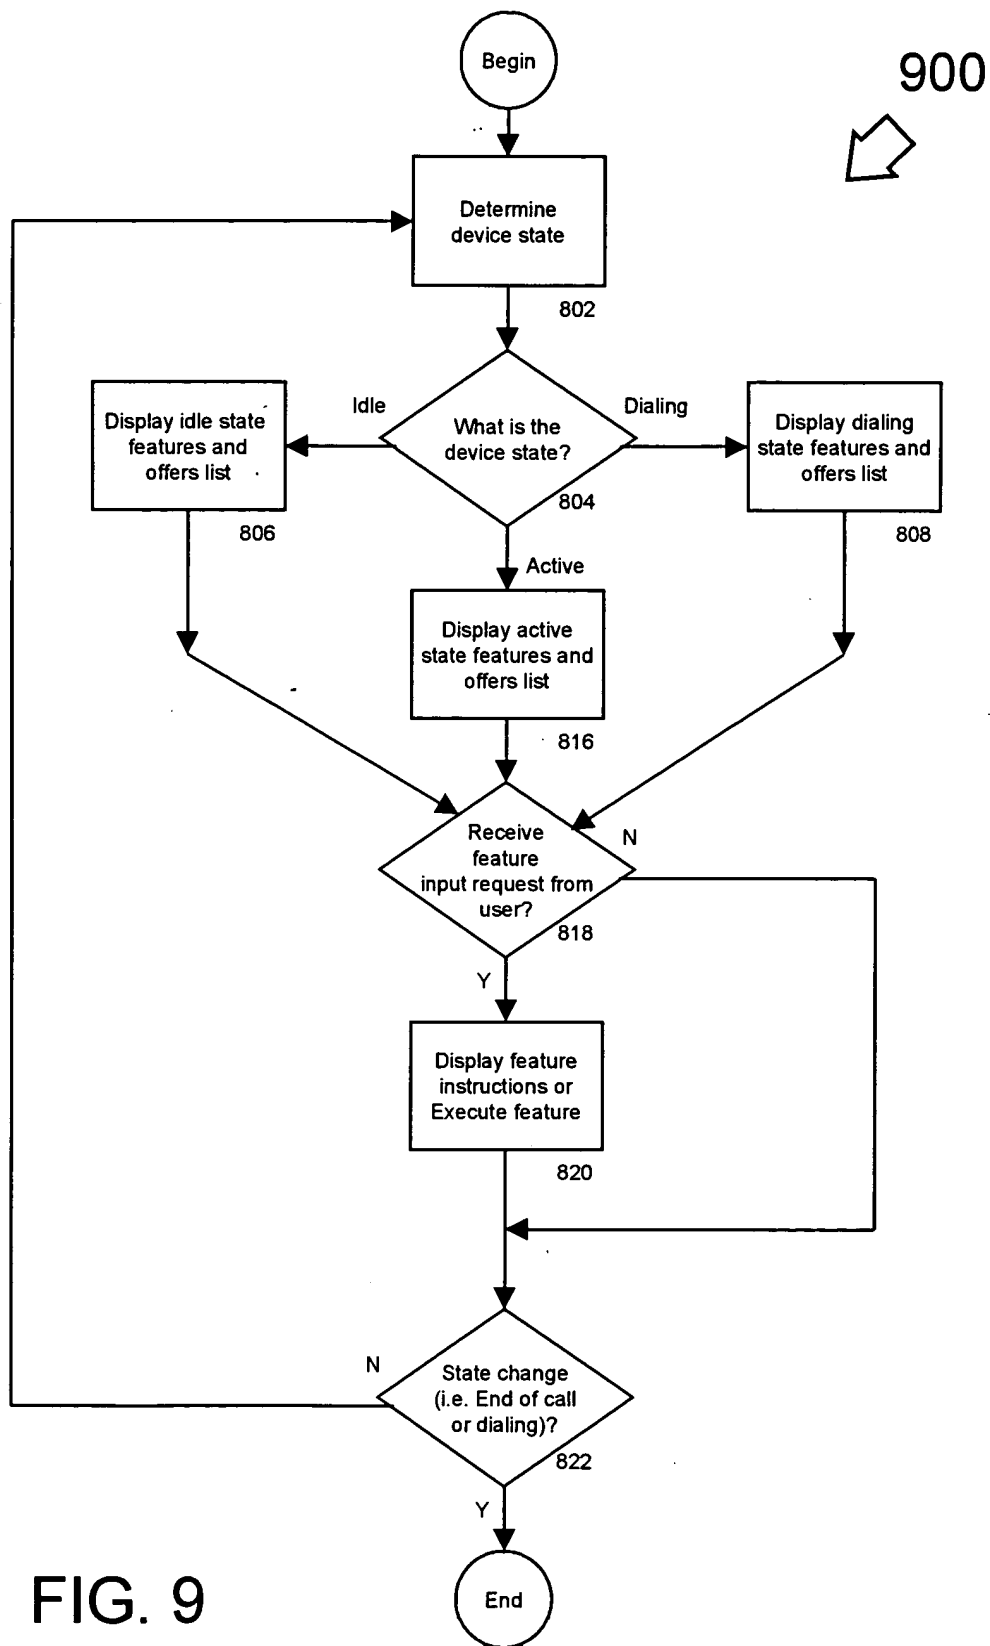 Begin
900
Determine
device state
802
Idle
What is the
device state?
Dialing
804
Display idle state
features and
offers list
806
Display dialing
state features and
offers list
808
Active
Display active
state features and
offers list
816
Receive
feature
input request from
user?
818
N
Y
Display feature
instructions or
Execute feature
820
N
State change
(i.e. End of call
or dialing)?
822
Y
End
FIG. 9